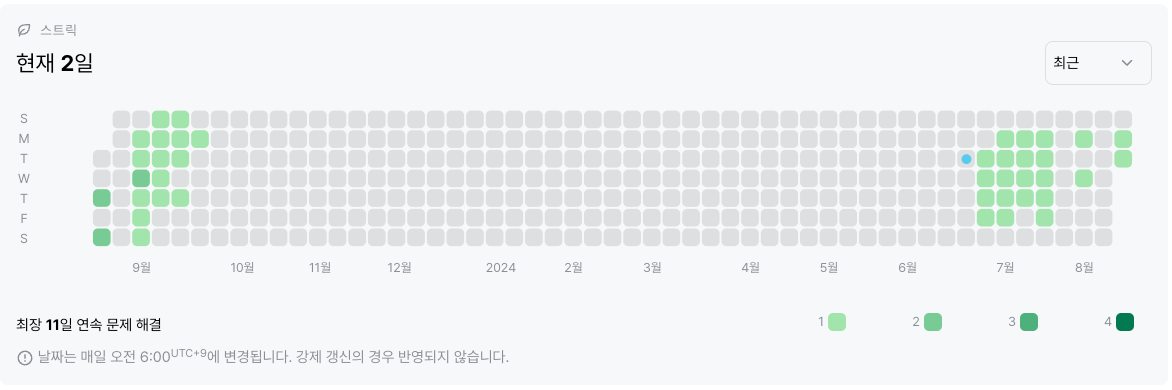 스트릭
현재 2일
최근
S
M
T
W
T
F
S
9월 10월 11월 12월 2024 2월 3월 4월 5월 6월 7월 8월
최장 11일 연속 문제 해결
1 2 3 4
날짜는 매일 오전 6:00UTC+9에 변경됩니다. 강제 갱신의 경우 반영되지 않습니다.